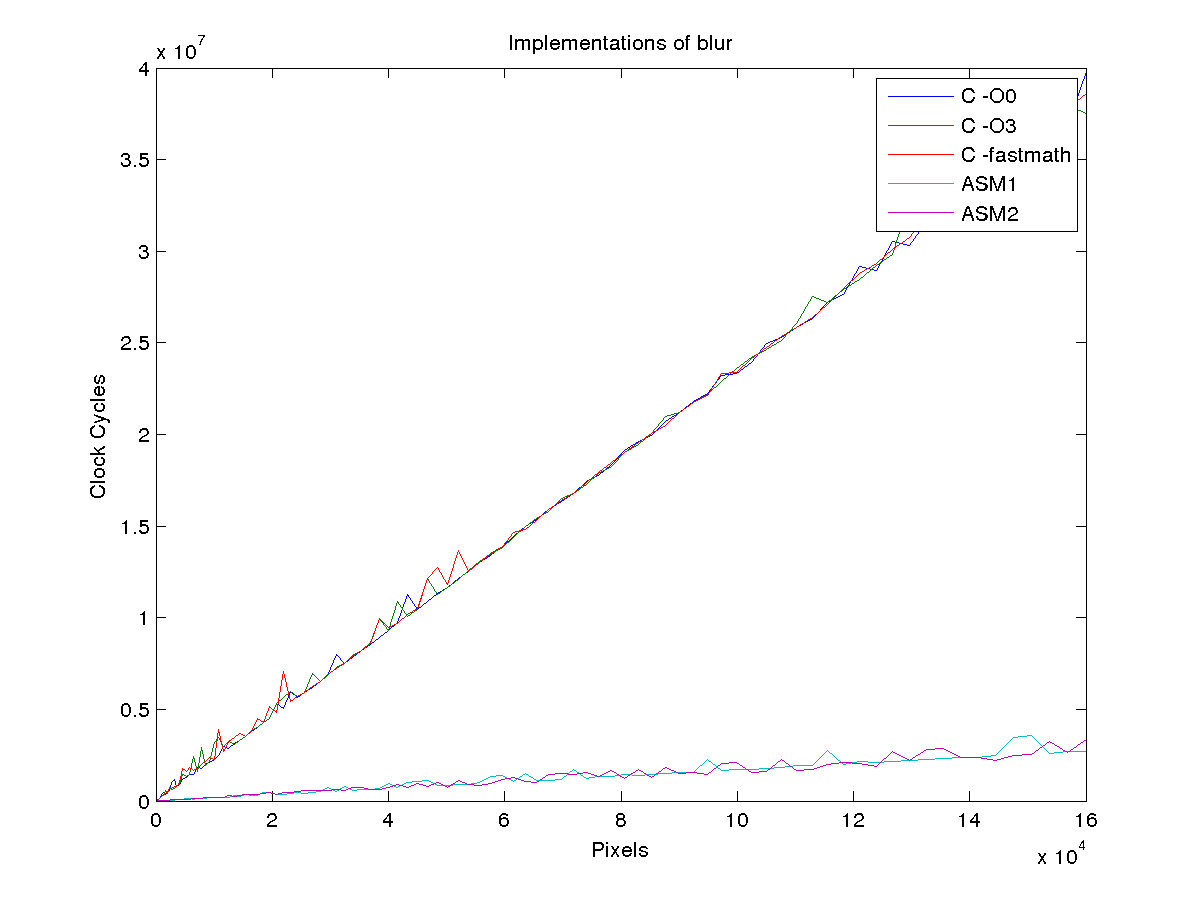 Implementations of blur
x 10^7
4
3.5
3
2.5
2
1.5
1
0.5
0
Clock Cycles
C -O0
C -O3
C -fastmath
ASM1
ASM2
0 2 4 6 8 10 12 14 16
Pixels
x 10^4